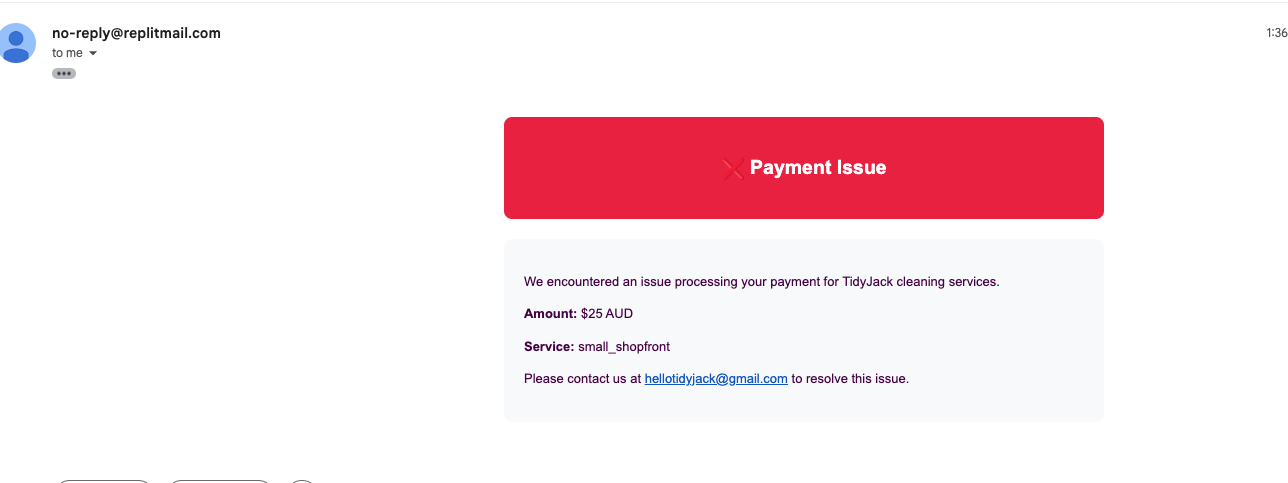 no-reply@replitmail.com
1:36
to me
Payment Issue
We encountered an issue processing your payment for TidyJack cleaning services.
Amount: $25 AUD
Service: small_shopfront
Please contact us at hellotidyjack@gmail.com to resolve this issue.